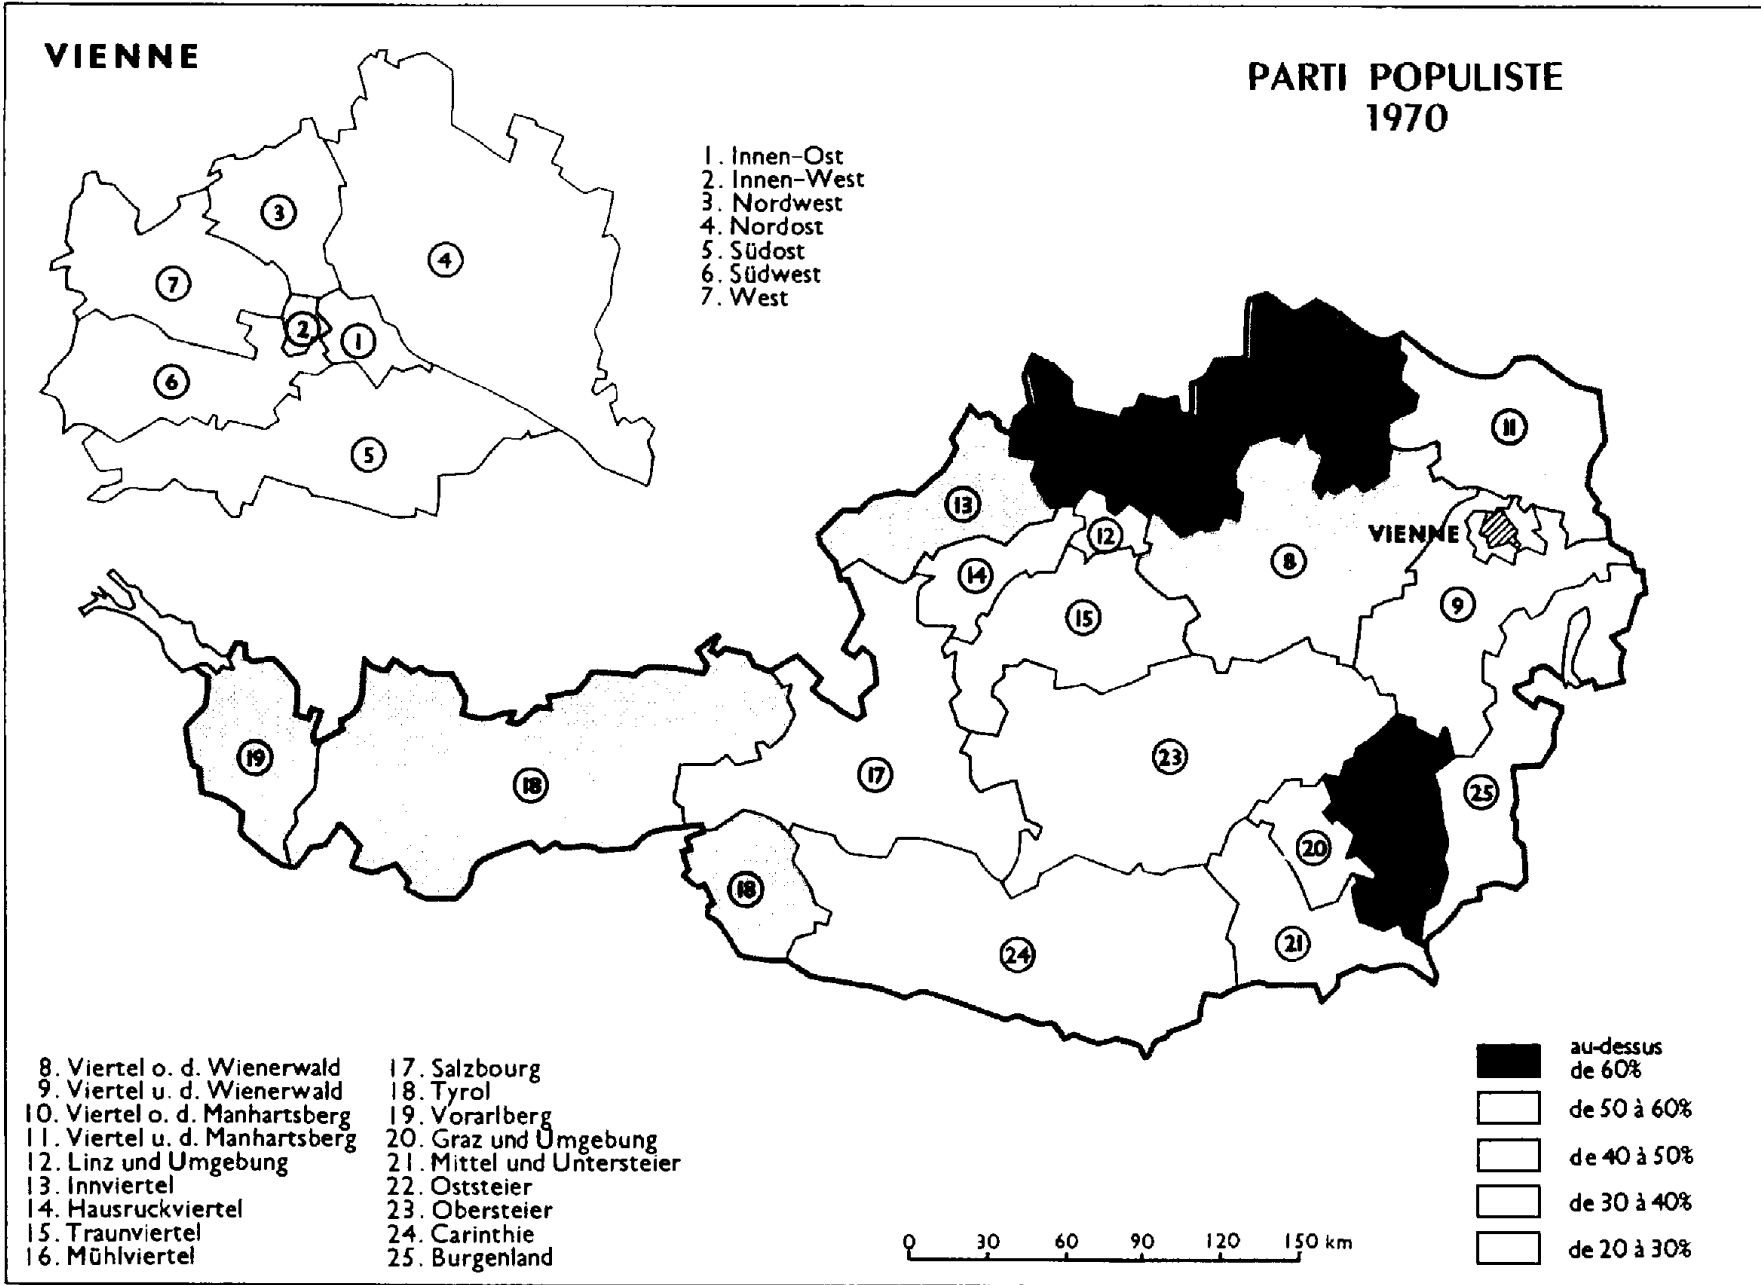 VIENNE
PARTI POPULISTE
1970
1. Innen-Ost
2. Innen-West
3. Nordwest
4. Nordost
5. Südost
6. Südwest
7. West
3
4
7
2
1
6
5
11
13
12
VIENNE
8
14
9
15
19
18
17
23
25
20
18
24
21
8. Viertel o. d. Wienerwald
9. Viertel u. d. Wienerwald
10. Viertel o. d. Manhartsberg
11. Viertel u. d. Manhartsberg
12. Linz und Umgebung
13. Innviertel
14. Hausruckviertel
15. Traunviertel
16. Mühlviertel
17. Salzbourg
18. Tyrol
19. Vorarlberg
20. Graz und Umgebung
21. Mittel und Untersteier
22. Oststeier
23. Obersteier
24. Carinthie
25. Burgenland
0 30 60 90 120 150 km
au-dessus
de 60%
de 50 à 60%
de 40 à 50%
de 30 à 40%
de 20 à 30%